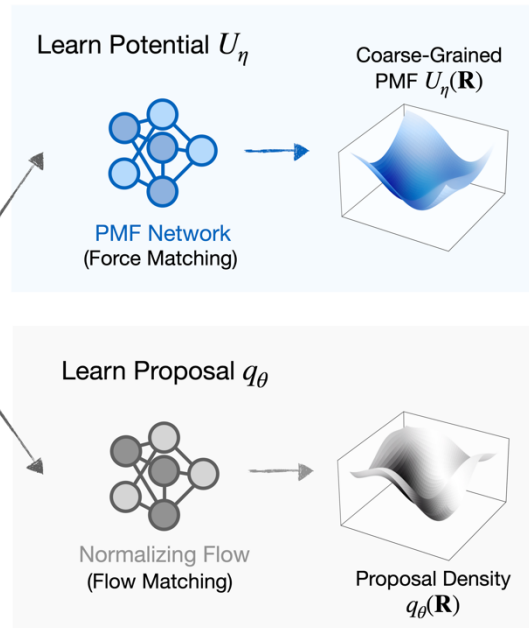 Learn Potential Uη
Coarse-Grained
PMF Uη(R)
PMF Network
(Force Matching)
Learn Proposal qθ
Normalizing Flow
(Flow Matching)
Proposal Density
qθ(R)